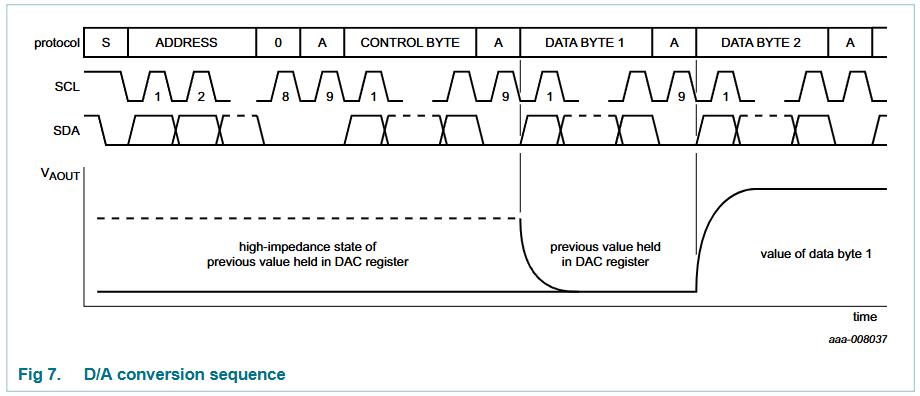 protocol S ADDRESS 0 A CONTROL BYTE A DATA BYTE 1 A DATA BYTE 2 A
SCL 1 2 8 9 1 9 1 9 1
SDA
VAOUT
high-impedance state of
previous value held in DAC register
previous value held
in DAC register
value of data byte 1
time
aaa-008037
Fig 7. D/A conversion sequence